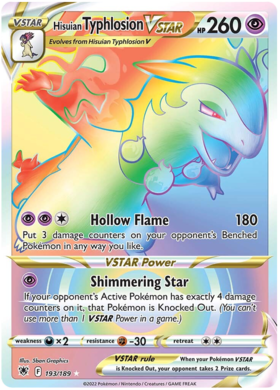 VSTAR Hisuian Typhlosion VSTAR HP 260
Evolves from Hisuian Typhlosion V
Hollow Flame 180
Put 3 damage counters on your opponent's Benched
Pokémon in any way you like.
VSTAR Power
Shimmering Star
If your opponent's Active Pokémon has exactly 4 damage
counters on it, that Pokémon is Knocked Out. (You can't
use more than 1 VSTAR Power in a game.)
weakness ×2 resistance -30 retreat
Illus. 5ban Graphics
VSTAR rule
When your Pokémon VSTAR
is Knocked Out, your opponent takes 2 Prize cards.
F 193/189
©2022 Pokémon / Nintendo / Creatures / GAME FREAK